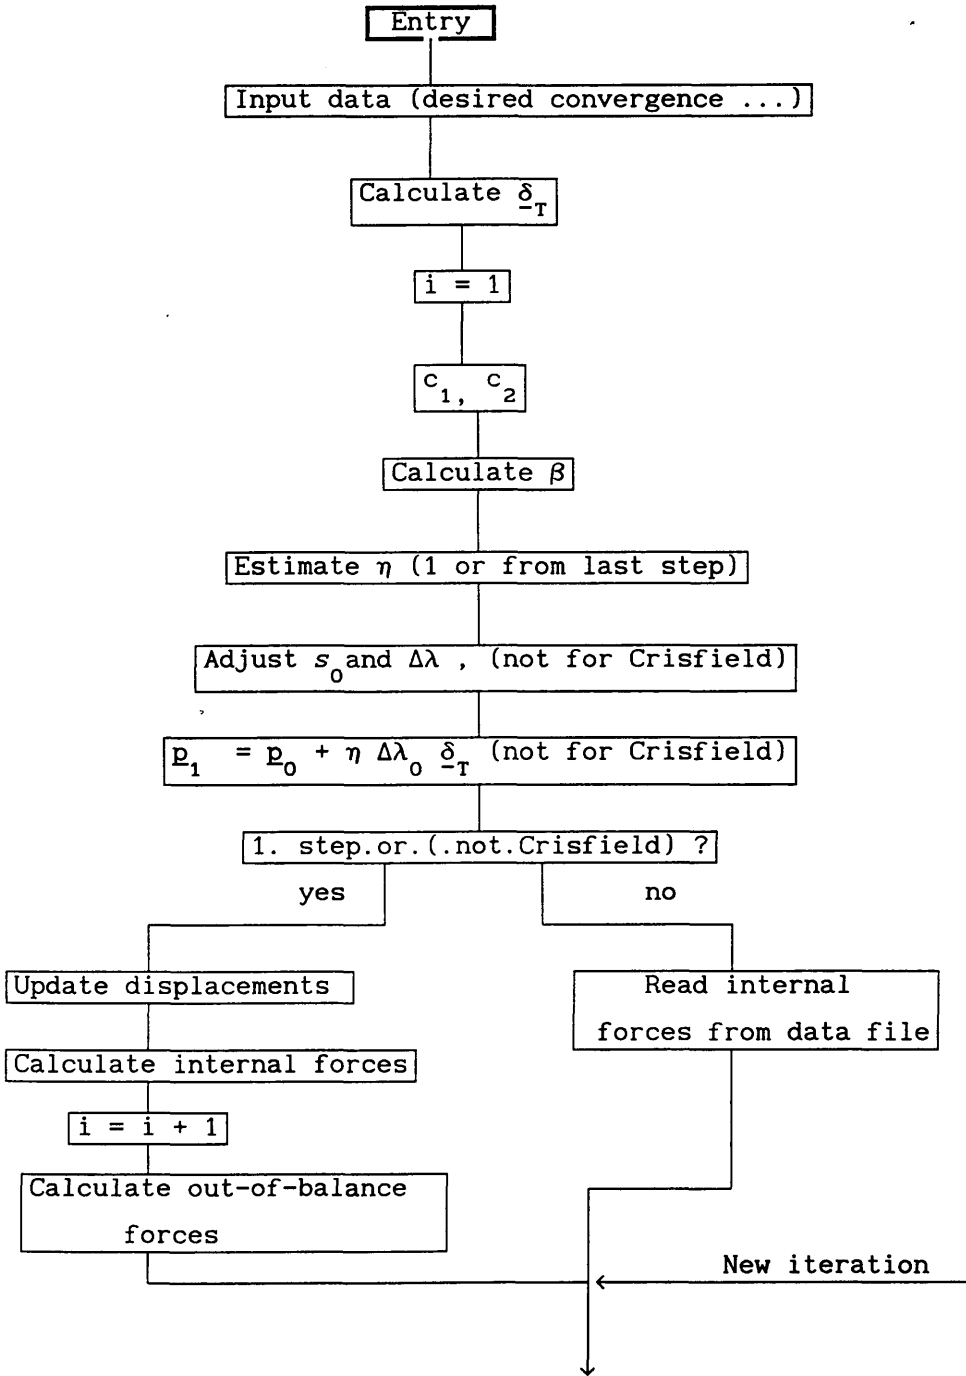 Entry
Input data (desired convergence ...)
Calculate δ_T
i = 1
c_1, c_2
Calculate β
Estimate η (1 or from last step)
Adjust s_0 and Δλ , (not for Crisfield)
p_1 = p_0 + η Δλ_0 δ_T (not for Crisfield)
1. step.or.(.not.Crisfield) ?
yes no
Update displacements
Read internal
forces from data file
Calculate internal forces
i = i + 1
Calculate out-of-balance
forces
New iteration